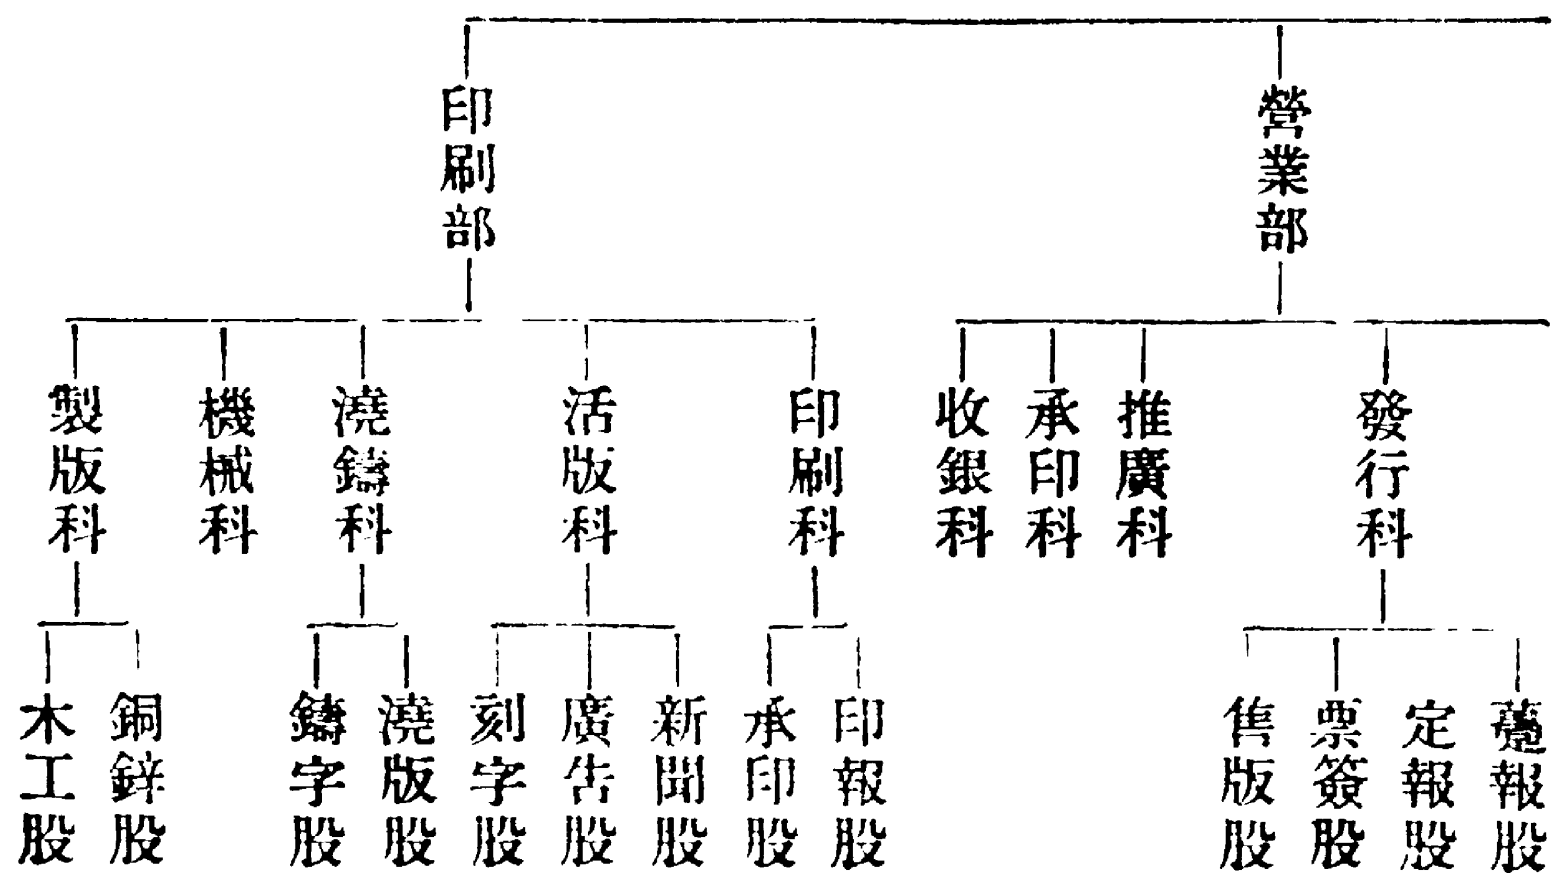 營業部
印刷部
發行科
推廣科
承印科
收銀科
印刷科
活版科
澆鑄科
機械科
製版科
躉報股
定報股
票簽股
售版股
印報股
承印股
新聞股
廣告股
刻字股
澆版股
鑄字股
銅鋅股
木工股